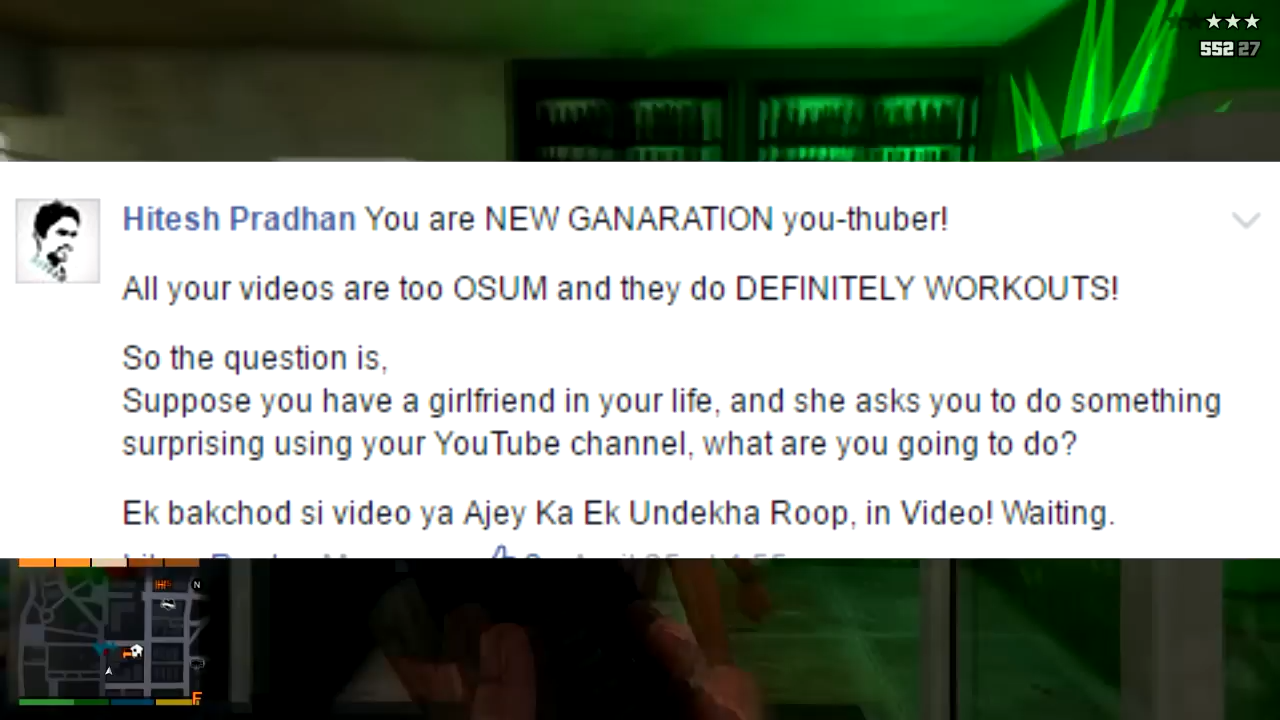 552 27
Hitesh Pradhan You are NEW GANARATION you-thuber!
All your videos are too OSUM and they do DEFINITELY WORKOUTS!
So the question is,
Suppose you have a girlfriend in your life, and she asks you to do something
surprising using your YouTube channel, what are you going to do?
Ek bakchod si video ya Ajey Ka Ek Undekha Roop, in Video! Waiting.
N
F